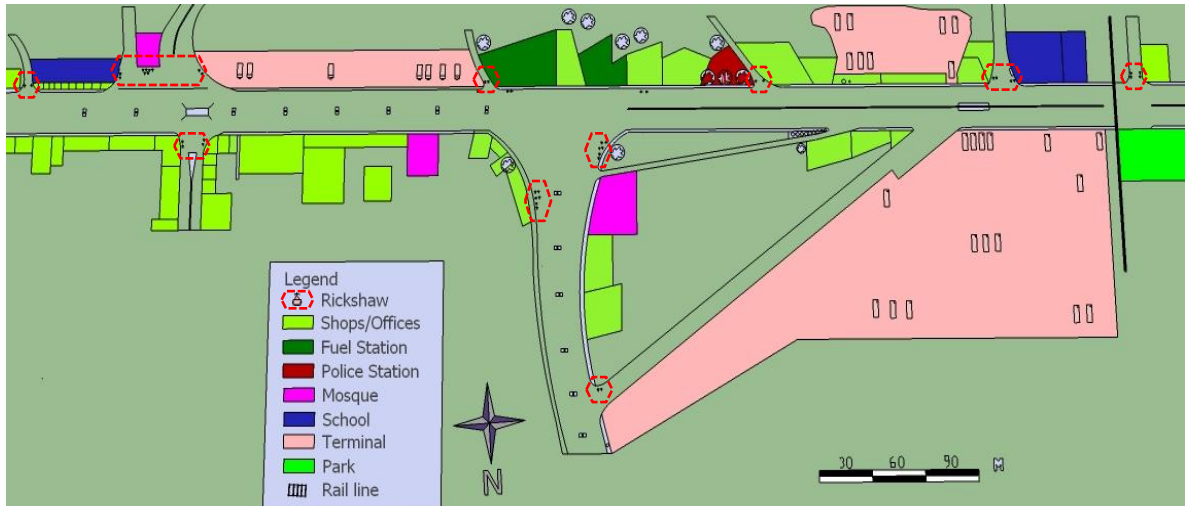 Legend
Rickshaw
Shops/Offices
Fuel Station
Police Station
Mosque
School
Terminal
Park
Rail line
N
30 60 90 M